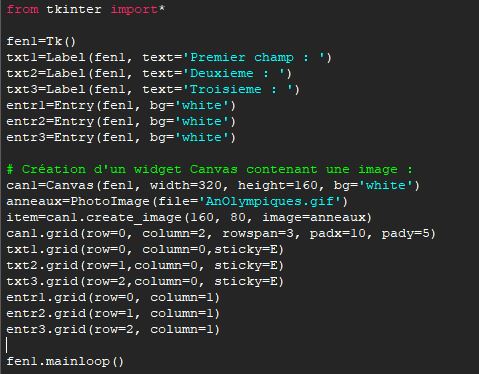 from tkinter import*
fen1=Tk()
txt1=Label(fen1, text='Premier champ : ')
txt2=Label(fen1, text='Deuxieme : ')
txt3=Label(fen1, text='Troisieme : ')
entr1=Entry(fen1, bg='white')
entr2=Entry(fen1, bg='white')
entr3=Entry(fen1, bg='white')
# Création d'un widget Canvas contenant une image :
can1=Canvas(fen1, width=320, height=160, bg='white')
anneaux=PhotoImage(file='AnOlympiques.gif')
item=can1.create_image(160, 80, image=anneaux)
can1.grid(row=0, column=2, rowspan=3, padx=10, pady=5)
txt1.grid(row=0, column=0,sticky=E)
txt2.grid(row=1,column=0, sticky=E)
txt3.grid(row=2,column=0, sticky=E)
entr1.grid(row=0, column=1)
entr2.grid(row=1, column=1)
entr3.grid(row=2, column=1)
fen1.mainloop()